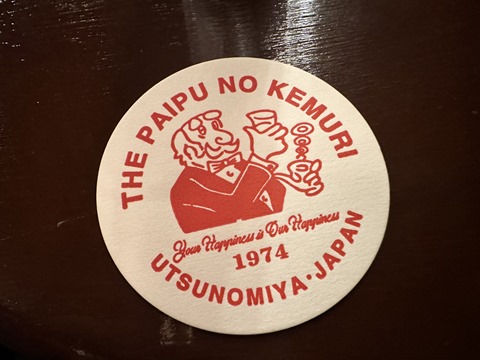 THE PAIPU NO KEMURI
Your Happiness is Our Happiness
1974
UTSUNOMIYA·JAPAN